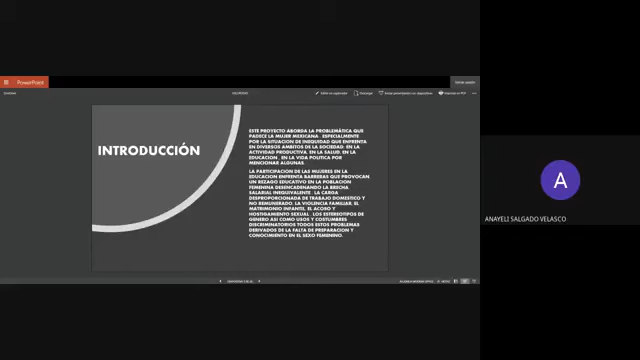 PowerPoint
INTRODUCCIÓN
ESTE PROYECTO ABORDA LA PROBLEMÁTICA QUE
PADECE LA MUJER MEXICANA , ESPECIALMENTE
POR LA SITUACION DE INEQUIDAD QUE ENFRENTA
EN DIVERSOS ÁMBITOS DE LA SOCIEDAD: EN LA
ACTIVIDAD PRODUCTIVA, EN LA SALUD, EN LA
EDUCACION , EN LA VIDA POLITICA POR
MENCIONAR ALGUNAS.
LA PARTICIPACION DE LAS MUJERES EN LA
EDUCACION ENFRENTA BARRERAS QUE PROVOCAN
UN REZAGO EDUCATIVO EN LA POBLACION
FEMENINA DESENCADENANDO LA BRECHA
SALARIAL INEQUIVALENTE , LA CARGA
DESPROPORCIONADA DE TRABAJO DOMESTICO Y
NO REMUNERADO, LA VIOLENCIA FAMILIAR, EL
MATRIMONIO INFANTIL, EL ACOSO Y
HOSTIGAMIENTO SEXUAL , LOS ESTEREOTIPOS DE
GENERO ASI COMO USOS Y COSTUMBRES
DISCRIMINATORIOS TODOS ESTOS PROBLEMAS
DERIVADOS DE LA FALTA DE PREPARACION Y
CONOCIMIENTO EN EL SEXO FEMENINO.
A
ANAYELI SALGADO VELASCO